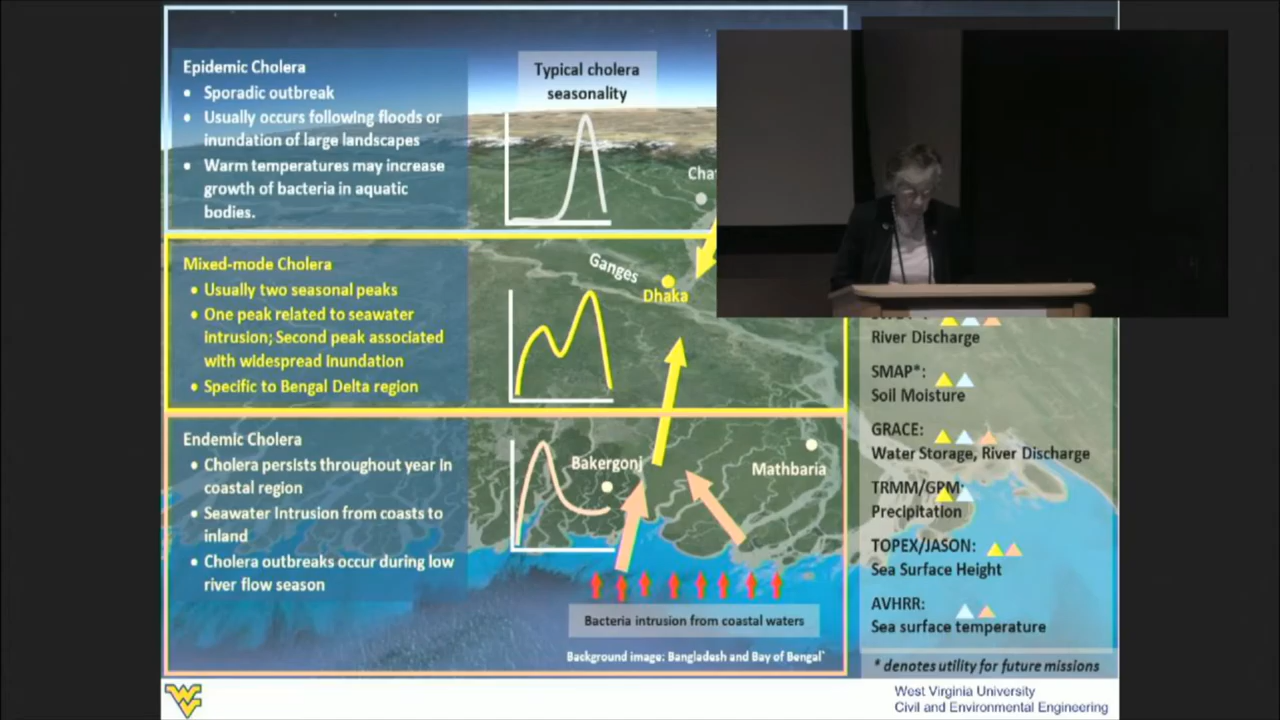 Epidemic Cholera
• Sporadic outbreak
• Usually occurs following floods or
inundation of large landscapes
• Warm temperatures may increase
growth of bacteria in aquatic
bodies.
Typical cholera
seasonality
Ganges
Dhaka
Mixed-mode Cholera
• Usually two seasonal peaks
• One peak related to seawater
intrusion; Second peak associated
with widespread Inundation
• Specific to Bengal Delta region
Endemic Cholera
• Cholera persists throughout year in
coastal region
• Seawater Intrusion from coasts to
inland
• Cholera outbreaks occur during low
river flow season
Bakergonj
Mathbaria
Bacteria intrusion from coastal waters
Background image: Bangladesh and Bay of Bengal`
River Discharge
SMAP*:
Soil Moisture
GRACE:
Water Storage, River Discharge
TRMM/GPM:
Precipitation
TOPEX/JASON:
Sea Surface Height
AVHRR:
Sea surface temperature
* denotes utility for future missions
West Virginia University
Civil and Environmental Engineering